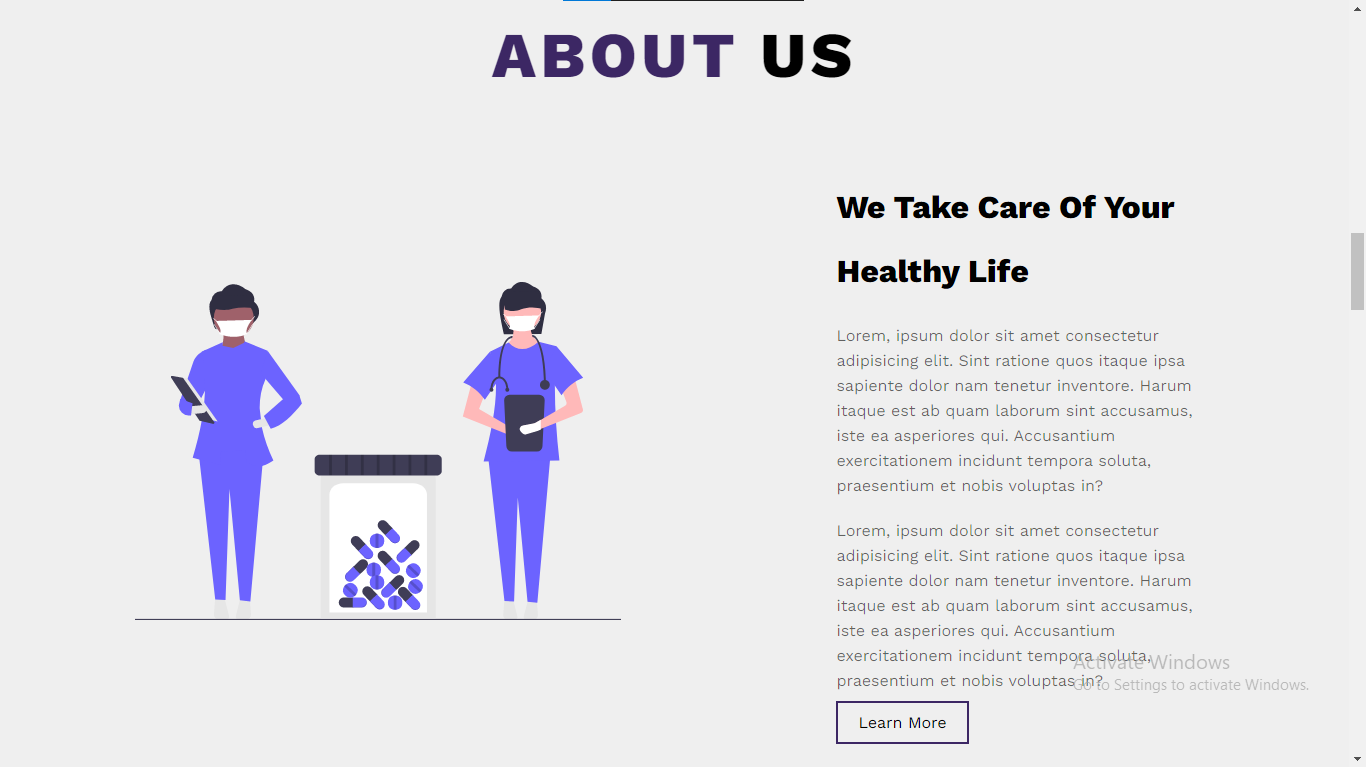 ABOUT US
We Take Care Of Your
Healthy Life
Lorem, ipsum dolor sit amet consectetur
adipisicing elit. Sint ratione quos itaque ipsa
sapiente dolor nam tenetur inventore. Harum
itaque est ab quam laborum sint accusamus,
iste ea asperiores qui. Accusantium
exercitationem incidunt tempora soluta,
praesentium et nobis voluptas in?
Lorem, ipsum dolor sit amet consectetur
adipisicing elit. Sint ratione quos itaque ipsa
sapiente dolor nam tenetur inventore. Harum
itaque est ab quam laborum sint accusamus,
iste ea asperiores qui. Accusantium
exercitationem incidunt tempora soluta,
praesentium et nobis voluptas in?
Activate Windows
Go to Settings to activate Windows.
Learn More